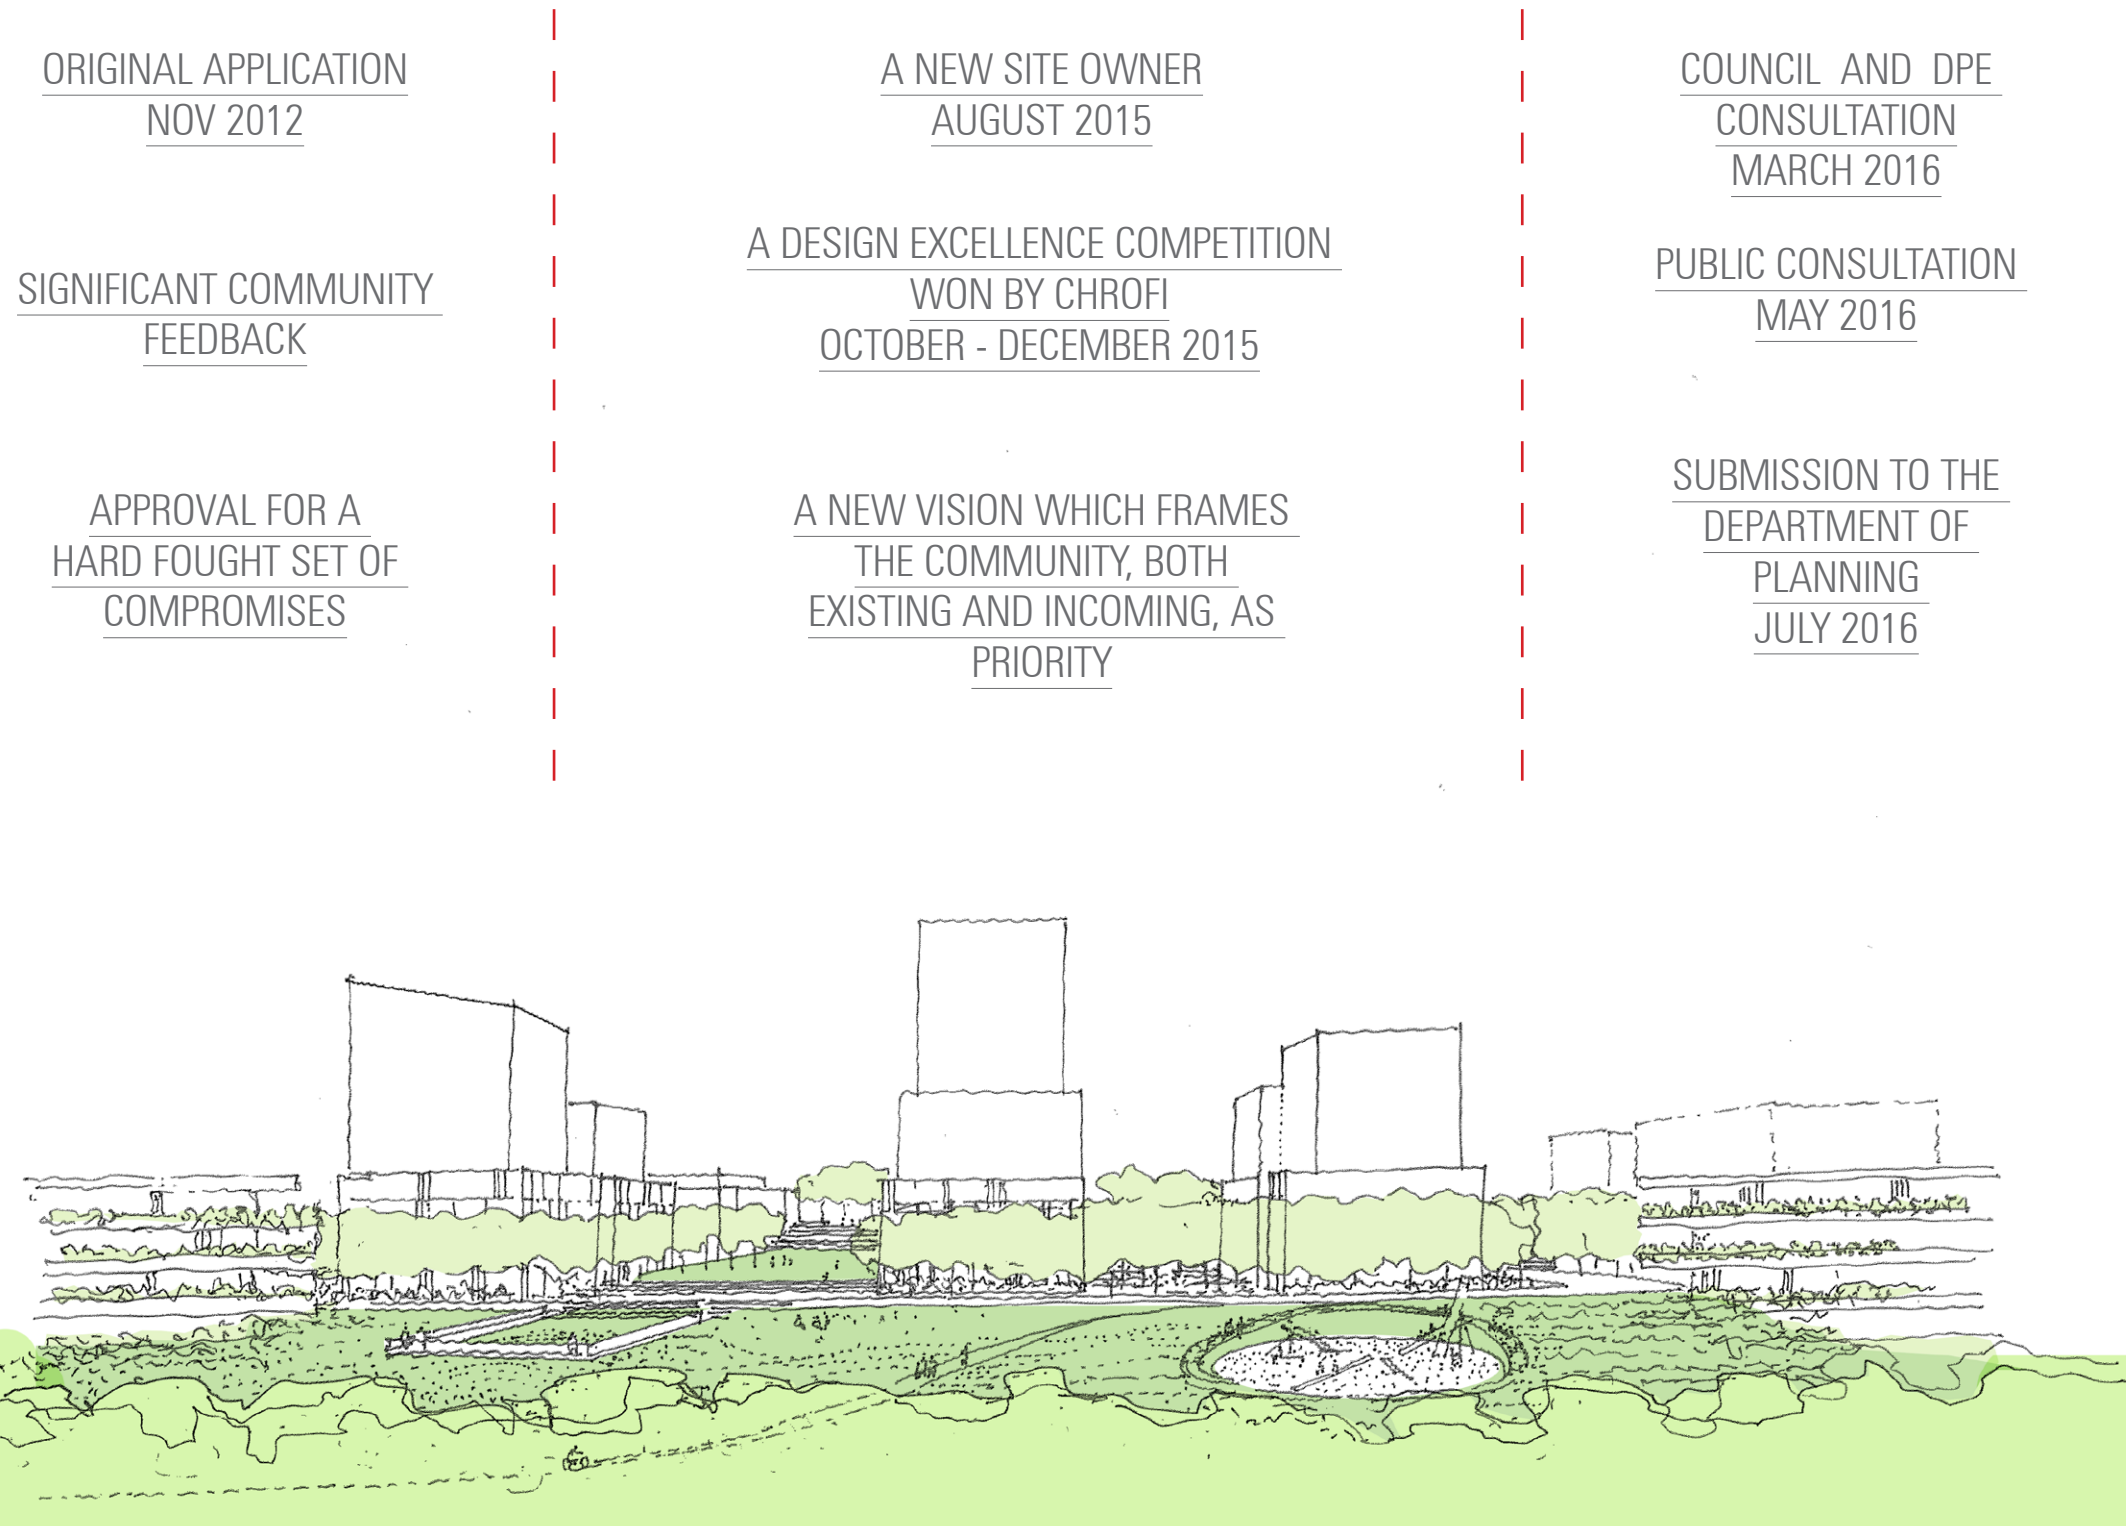 ORIGINAL APPLICATION
NOV 2012
SIGNIFICANT COMMUNITY
FEEDBACK
APPROVAL FOR A
HARD FOUGHT SET OF
COMPROMISES
A NEW SITE OWNER
AUGUST 2015
A DESIGN EXCELLENCE COMPETITION
WON BY CHROFI
OCTOBER - DECEMBER 2015
A NEW VISION WHICH FRAMES
THE COMMUNITY, BOTH
EXISTING AND INCOMING, AS
PRIORITY
COUNCIL AND DPE
CONSULTATION
MARCH 2016
PUBLIC CONSULTATION
MAY 2016
SUBMISSION TO THE
DEPARTMENT OF
PLANNING
JULY 2016